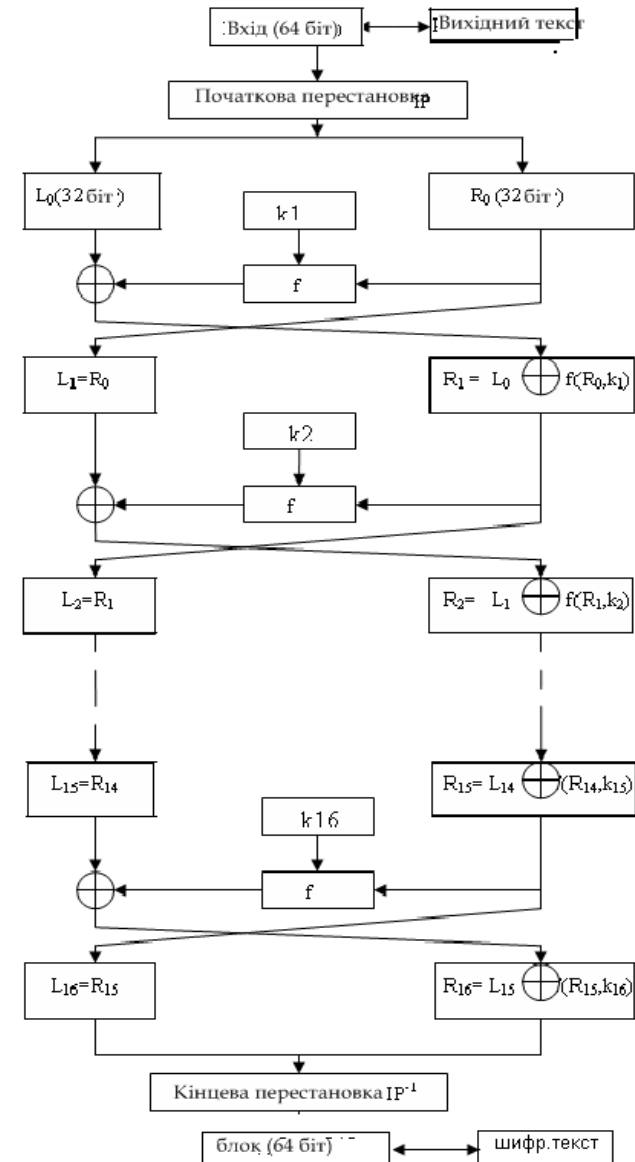 Вхід (64 біт)
Вихідний текст
Початкова перестановка IP
L₀(32 біт)
R₀ (32 біт)
k1
f
L₁=R₀
R₁ = L₀ ⊕ f(R₀,k₁)
k2
f
L₂=R₁
R₂= L₁ ⊕ f(R₁,k₂)
L₁₅=R₁₄
R₁₅= L₁₄ ⊕ (R₁₄,k₁₅)
k16
f
L₁₆=R₁₅
R₁₆= L₁₅ ⊕ (R₁₅,k₁₆)
Кінцева перестановка IP⁻¹
блок (64 біт)
шифр.текст